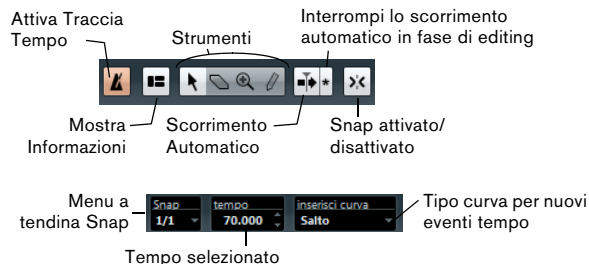 Attiva Traccia
Tempo
Strumenti
Interrompi lo scorrimento
automatico in fase di editing
Mostra
Informazioni
Scorrimento
Automatico
Snap attivato/
disattivato
Menu a
tendina Snap
Snap
1/1
tempo
70.000
inserisci curva
Salto
Tipo curva per nuovi
eventi tempo
Tempo selezionato